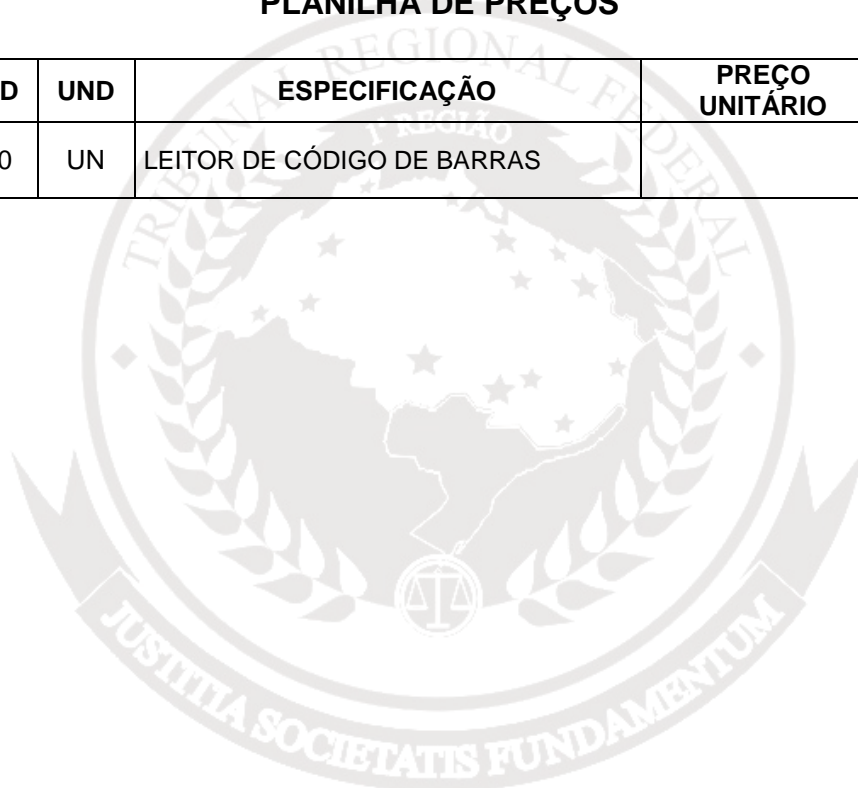 PLANILHA DE PREÇOS
D UND ESPECIFICAÇÃO PREÇO UNITÁRIO
0 UN LEITOR DE CÓDIGO DE BARRAS
TRIBUNAL REGIONAL FEDERAL
1ª REGIÃO
JUSTITIA SOCIETATIS FUNDAMENTUM